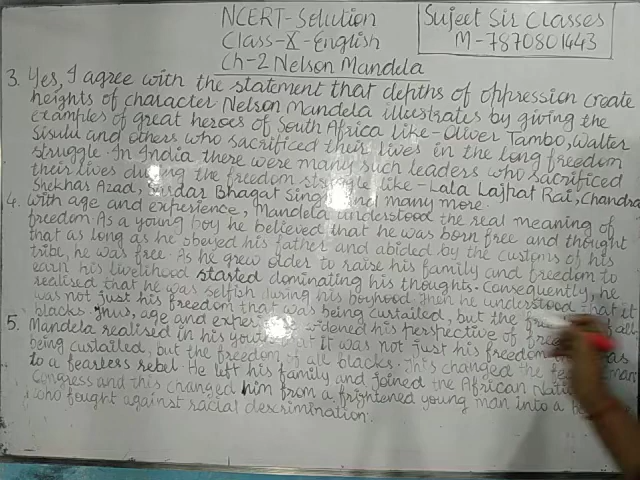 NCERT-Solution
Class-X-English
Ch-2 Nelson Mandela
Sujeet Sir Classes
M-7870801443
3. Yes, I agree with the statement that depths of oppression create
heights of character Nelson Mandela illustrates by giving the
examples of great heroes of South Africa like-Oliver Tambo, Walter
Sisulu and others who sacrificed their lives in the long freedom
struggle. In India there were many such leaders who sacrificed
their lives during the freedom struggle like-Lala Lajpat Rai, Chandra
Shekhar Azad, Sardar Bhagat Singh and many more.
4. With age and experience, Mandela understood the real meaning of
freedom. As a young boy he believed that he was born free and thought
that as long as he obeyed his father and abided by the customs of his
tribe, he was free. As he grew older to raise his family and freedom to
earn his livelihood started dominating his thoughts. Consequently, he
realised that he was selfish during his boyhood. Then he understood that it
was not just his freedom that was being curtailed, but the of all
blacks. Thus, age and his perspective of
5. Mandela realised in his it was not just his freedom
being curtailed, but the freedom of all blacks. This changed the man
to a fearless rebel. He left his family and joined the African
Congress and this changed him from a frightened young man into a
who fought against racial descrimination.